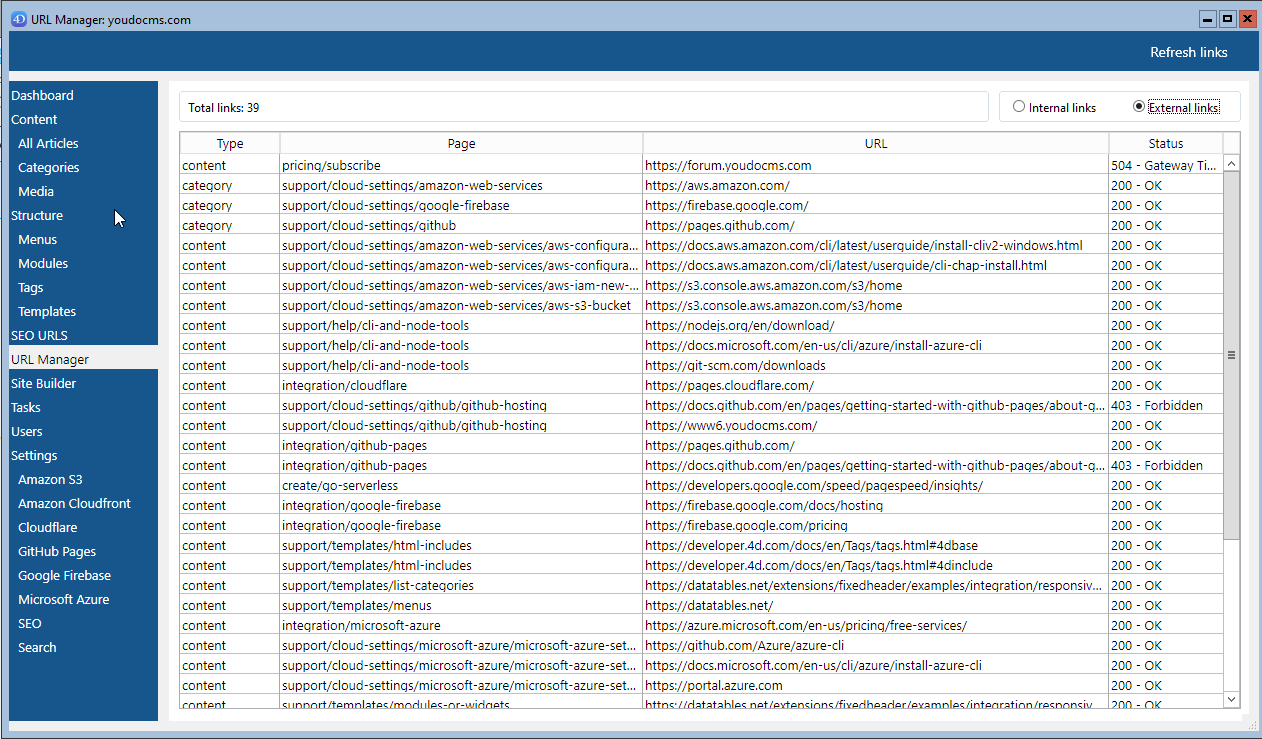 4D URL Manager: youdocms.com
Refresh links
Dashboard
Content
All Articles
Categories
Media
Structure
Menus
Modules
Tags
Templates
SEO URLS
URL Manager
Site Builder
Tasks
Users
Settings
Amazon S3
Amazon Cloudfront
Cloudflare
GitHub Pages
Google Firebase
Microsoft Azure
SEO
Search
Total links: 39
Internal links External links
Type Page URL Status
content pricing/subscribe https://forum.youdocms.com 504 - Gateway Ti...
category support/cloud-settings/amazon-web-services https://aws.amazon.com/ 200 - OK
category support/cloud-settings/google-firebase https://firebase.google.com/ 200 - OK
category support/cloud-settings/github https://pages.github.com/ 200 - OK
content support/cloud-settings/amazon-web-services/aws-configura... https://docs.aws.amazon.com/cli/latest/userguide/install-cliv2-windows.html 200 - OK
content support/cloud-settings/amazon-web-services/aws-configura... https://docs.aws.amazon.com/cli/latest/userguide/cli-chap-install.html 200 - OK
content support/cloud-settings/amazon-web-services/aws-iam-new-... https://s3.console.aws.amazon.com/s3/home 200 - OK
content support/cloud-settings/amazon-web-services/aws-s3-bucket https://s3.console.aws.amazon.com/s3/home 200 - OK
content support/help/cli-and-node-tools https://nodejs.org/en/download/ 200 - OK
content support/help/cli-and-node-tools https://docs.microsoft.com/en-us/cli/azure/install-azure-cli 200 - OK
content support/help/cli-and-node-tools https://git-scm.com/downloads 200 - OK
content integration/cloudflare https://pages.cloudflare.com/ 200 - OK
content support/cloud-settings/github/github-hosting https://docs.github.com/en/pages/getting-started-with-github-pages/about-g... 403 - Forbidden
content support/cloud-settings/github/github-hosting https://www6.youdocms.com/ 200 - OK
content integration/github-pages https://pages.github.com/ 200 - OK
content integration/github-pages https://docs.github.com/en/pages/getting-started-with-github-pages/about-g... 403 - Forbidden
content create/go-serverless https://developers.google.com/speed/pagespeed/insights/ 200 - OK
content integration/google-firebase https://firebase.google.com/docs/hosting 200 - OK
content integration/google-firebase https://firebase.google.com/pricing 200 - OK
content support/templates/html-includes https://developer.4d.com/docs/en/Tags/tags.html#4dbase 200 - OK
content support/templates/html-includes https://developer.4d.com/docs/en/Tags/tags.html#4dinclude 200 - OK
content support/templates/list-categories https://datatables.net/extensions/fixedheader/examples/integration/responsiv... 200 - OK
content support/templates/menus https://datatables.net/ 200 - OK
content integration/microsoft-azure https://azure.microsoft.com/en-us/pricing/free-services/ 200 - OK
content support/cloud-settings/microsoft-azure/microsoft-azure-set... https://github.com/Azure/azure-cli 200 - OK
content support/cloud-settings/microsoft-azure/microsoft-azure-set... https://docs.microsoft.com/en-us/cli/azure/install-azure-cli 200 - OK
content support/cloud-settings/microsoft-azure/microsoft-azure-set... https://portal.azure.com 200 - OK
content support/templates/modules-or-widgets https://datatables.net/extensions/fixedheader/examples/integration/responsiv... 200 - OK